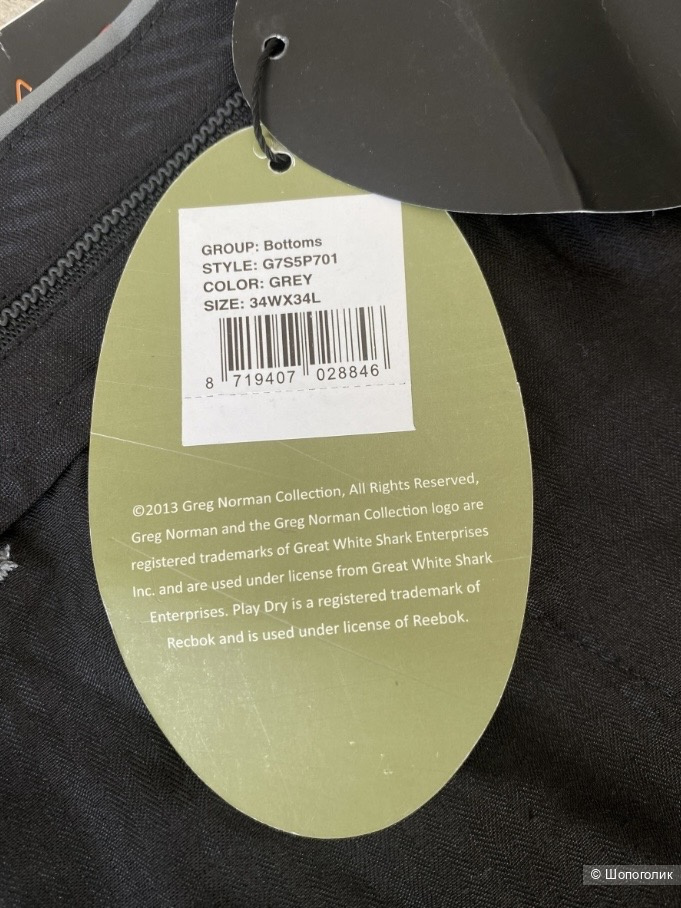 GROUP: Bottoms
STYLE: G7S5P701
COLOR: GREY
SIZE: 34WX34L
8 719407 028846
©2013 Greg Norman Collection, All Rights Reserved,
Greg Norman and the Greg Norman Collection logo are
registered trademarks of Great White Shark Enterprises
Inc. and are used under license from Great White Shark
Enterprises. Play Dry is a registered trademark of
Recbok and is used under license of Reebok.
© Шопоголик